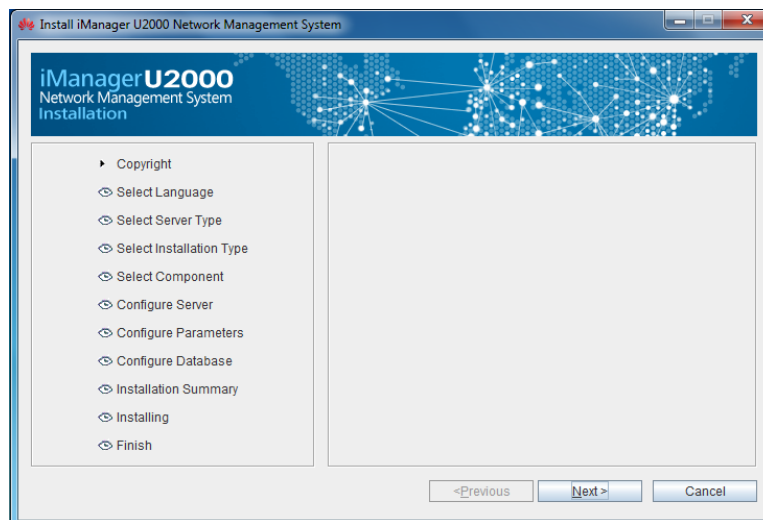 Install iManager U2000 Network Management System
iManagerU2000
Network Management System
Installation
Copyright
Select Language
Select Server Type
Select Installation Type
Select Component
Configure Server
Configure Parameters
Configure Database
Installation Summary
Installing
Finish
<Previous
Next >
Cancel